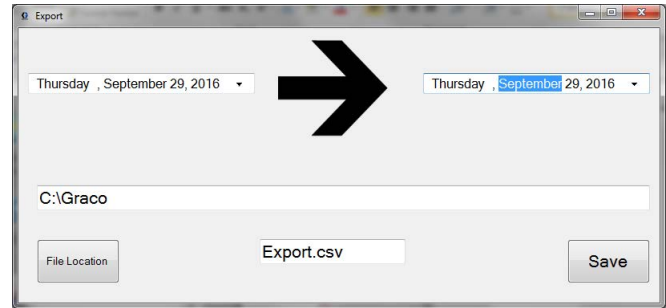 Export
Thursday , September 29, 2016
Thursday , September 29, 2016
C:\Graco
File Location
Export.csv
Save